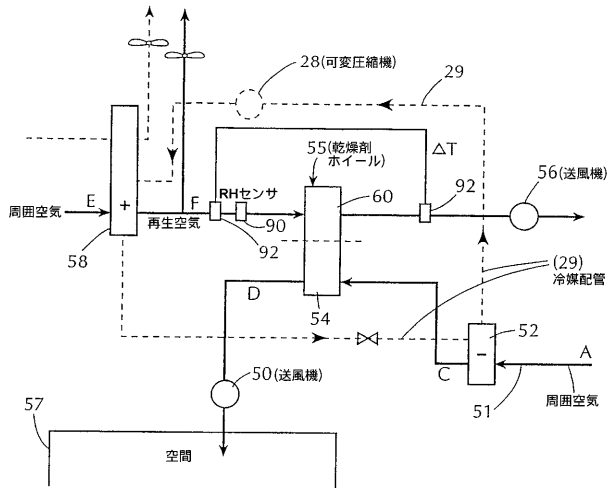 28(可変圧縮機)
29
55(乾燥剤
ホイール)
△T
56(送風機)
RHセンサ
60
92
E
F
周囲空気
+
再生空気
90
92
58
(29)
冷媒配管
D
54
52
−
A
C
51
周囲空気
50(送風機)
57
空間